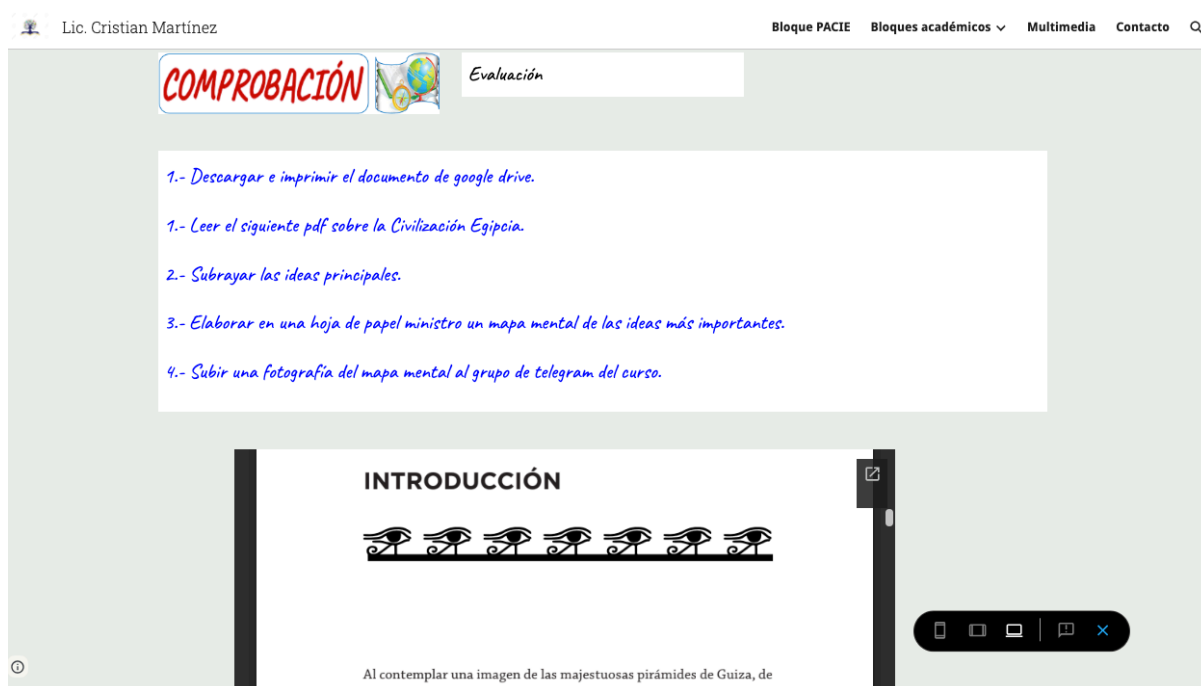 Lic. Cristian Martínez
Bloque PACIE
Bloques académicos
Multimedia
Contacto
COMPROBACIÓN
Evaluación
1.- Descargar e imprimir el documento de google drive.
1.- Leer el siguiente pdf sobre la Civilización Egipcia.
2.- Subrayar las ideas principales.
3.- Elaborar en una hoja de papel ministro un mapa mental de las ideas más importantes.
4.- Subir una fotografía del mapa mental al grupo de telegram del curso.
INTRODUCCIÓN
Al contemplar una imagen de las majestuosas pirámides de Guiza, de